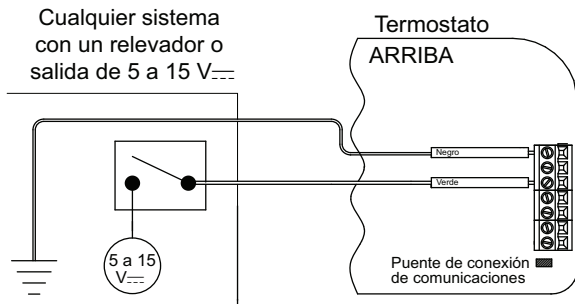 Cualquier sistema
con un relevador o
salida de 5 a 15 V⎓
Termostato
ARRIBA
Negro
Verde
5 a 15
V⎓
Puente de conexión
de comunicaciones